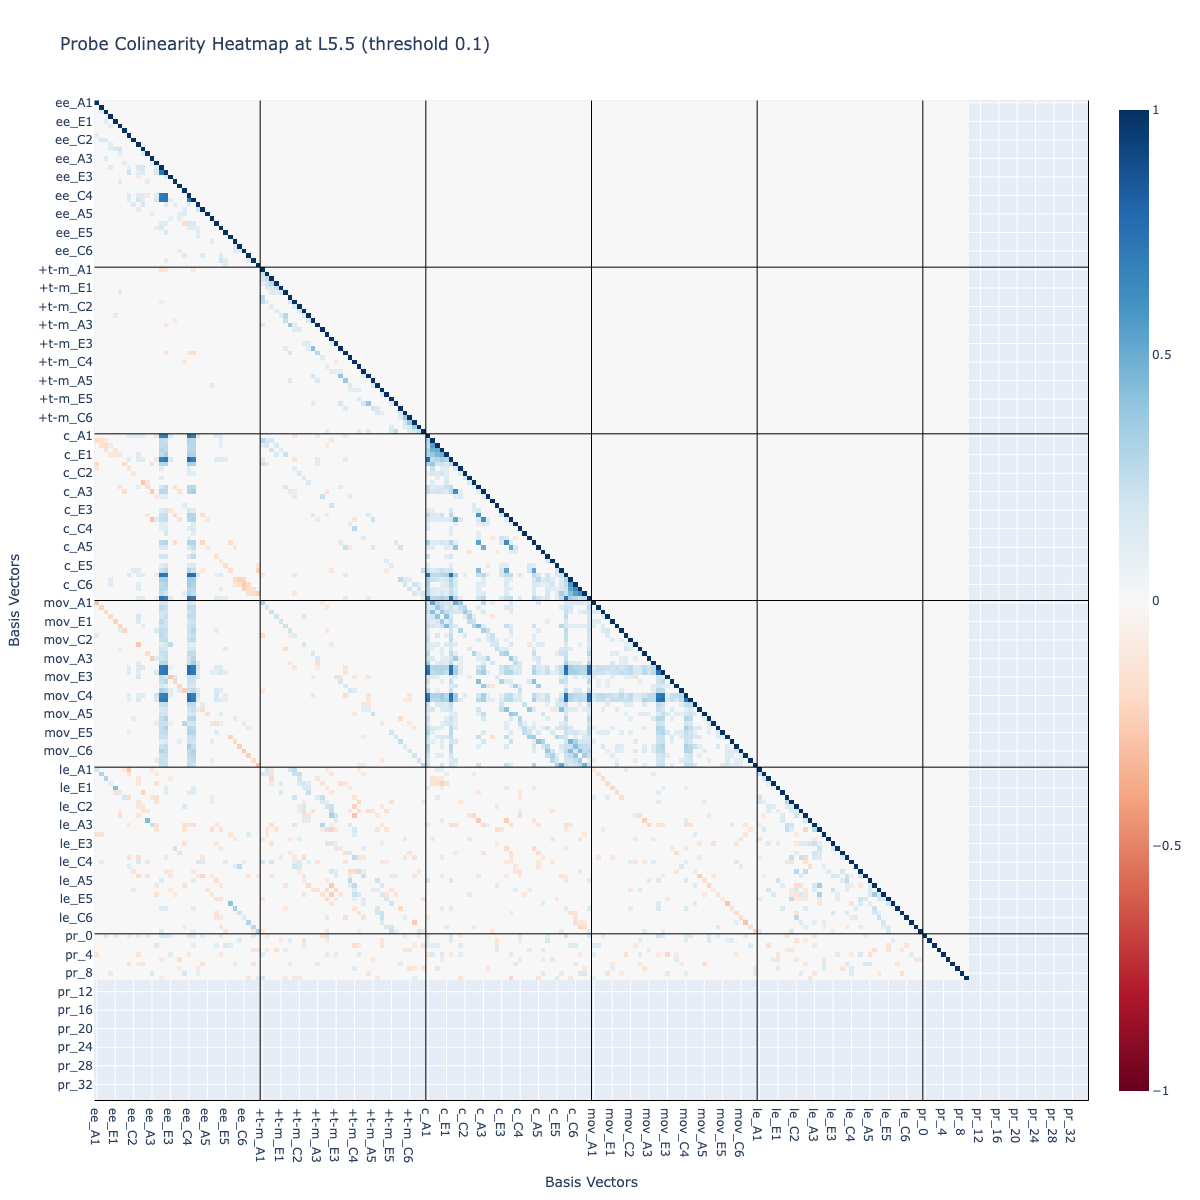 Probe Colinearity Heatmap at L5.5 (threshold 0.1)
ee_A1
ee_E1
ee_C2
ee_A3
ee_E3
ee_C4
ee_A5
ee_E5
ee_C6
+t-m_A1
+t-m_E1
+t-m_C2
+t-m_A3
+t-m_E3
+t-m_C4
+t-m_A5
+t-m_E5
+t-m_C6
c_A1
c_E1
c_C2
c_A3
c_E3
c_C4
c_A5
c_E5
c_C6
mov_A1
mov_E1
mov_C2
mov_A3
mov_E3
mov_C4
mov_A5
mov_E5
mov_C6
le_A1
le_E1
le_C2
le_A3
le_E3
le_C4
le_A5
le_E5
le_C6
pr_0
pr_4
pr_8
pr_12
pr_16
pr_20
pr_24
pr_28
pr_32
Basis Vectors
ee_A1
ee_E1
ee_C2
ee_A3
ee_E3
ee_C4
ee_A5
ee_E5
ee_C6
+t-m_A1
+t-m_E1
+t-m_C2
+t-m_A3
+t-m_E3
+t-m_C4
+t-m_A5
+t-m_E5
+t-m_C6
c_A1
c_E1
c_C2
c_A3
c_E3
c_C4
c_A5
c_E5
c_C6
mov_A1
mov_E1
mov_C2
mov_A3
mov_E3
mov_C4
mov_A5
mov_E5
mov_C6
le_A1
le_E1
le_C2
le_A3
le_E3
le_C4
le_A5
le_E5
le_C6
pr_0
pr_4
pr_8
pr_12
pr_16
pr_20
pr_24
pr_28
pr_32
Basis Vectors
1
0.5
0
−0.5
−1